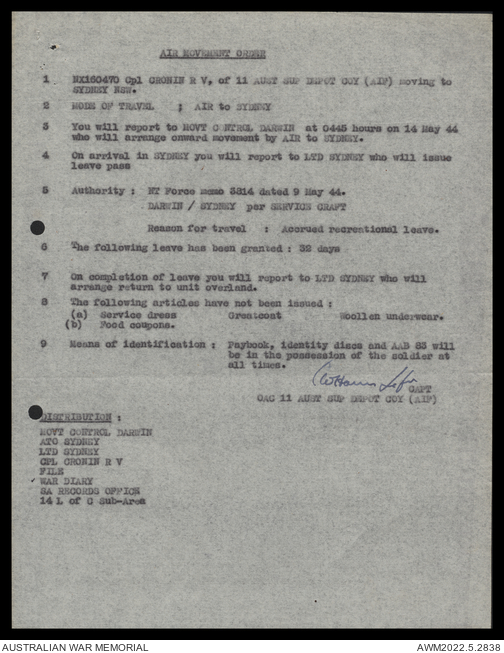 AIR MOVEMENT ORDER
1 NX160470 Cpl CRONIN R V, of 11 AUST SUP DEPOT COY (AIF) moving to
SYDNEY NSW.
2 MODE OF TRAVEL : AIR to SYDNEY
3 You will report to MOVT CONTROL DARWIN at 0445 hours on 14 May 44
who will arrange onward movement by AIR to SYDNEY.
4 On arrival in SYDNEY you will report to LTD SYDNEY who will issue
leave pass
5 Authority : NT Force memo 3814 dated 9 May 44.
DARWIN / SYDNEY per SERVICE CRAFT
Reason for travel : Accrued recreational leave.
6 The following leave has been granted : 32 days
7 On completion of leave you will report to LTD SYDNEY who will
arrange return to unit overland.
8 The following articles have not been issued :
(a) Service dress Greatcoat Woollen underwear.
(b) Food coupons.
9 Means of identification : Paybook, identity discs and AAB 83 will
be in the possession of the soldier at
all times.
CAPT
OAC 11 AUST SUP DEPOT COY (AIF)
DISTRIBUTION :
MOVT CONTROL DARWIN
ATO SYDNEY
LTD SYDNEY
CPL CRONIN R V
FILE
WAR DIARY
SA RECORDS OFFICE
14 L of C Sub-Area
AUSTRALIAN WAR MEMORIAL
AWM2022.5.2838